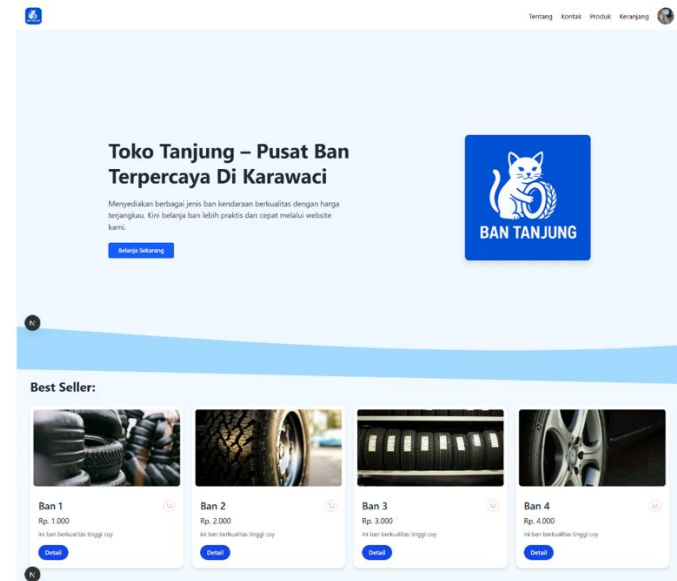 Tentang Kontak Produk Keranjang
Toko Tanjung – Pusat Ban
Terpercaya Di Karawaci
Menyediakan berbagai jenis ban kendaraan berkualitas dengan harga
terjangkau. Kini belanja ban lebih praktis dan cepat melalui website
kami.
Belanja Sekarang
BAN TANJUNG
N
Best Seller:
Ban 1
Rp. 1.000
Ini ban berkualitas tinggi coy
Detail
Ban 2
Rp. 2.000
Ini ban berkualitas tinggi coy
Detail
Ban 3
Rp. 3.000
Ini ban berkualitas tinggi coy
Detail
Ban 4
Rp. 4.000
Ini ban berkualitas tinggi coy
Detail
N